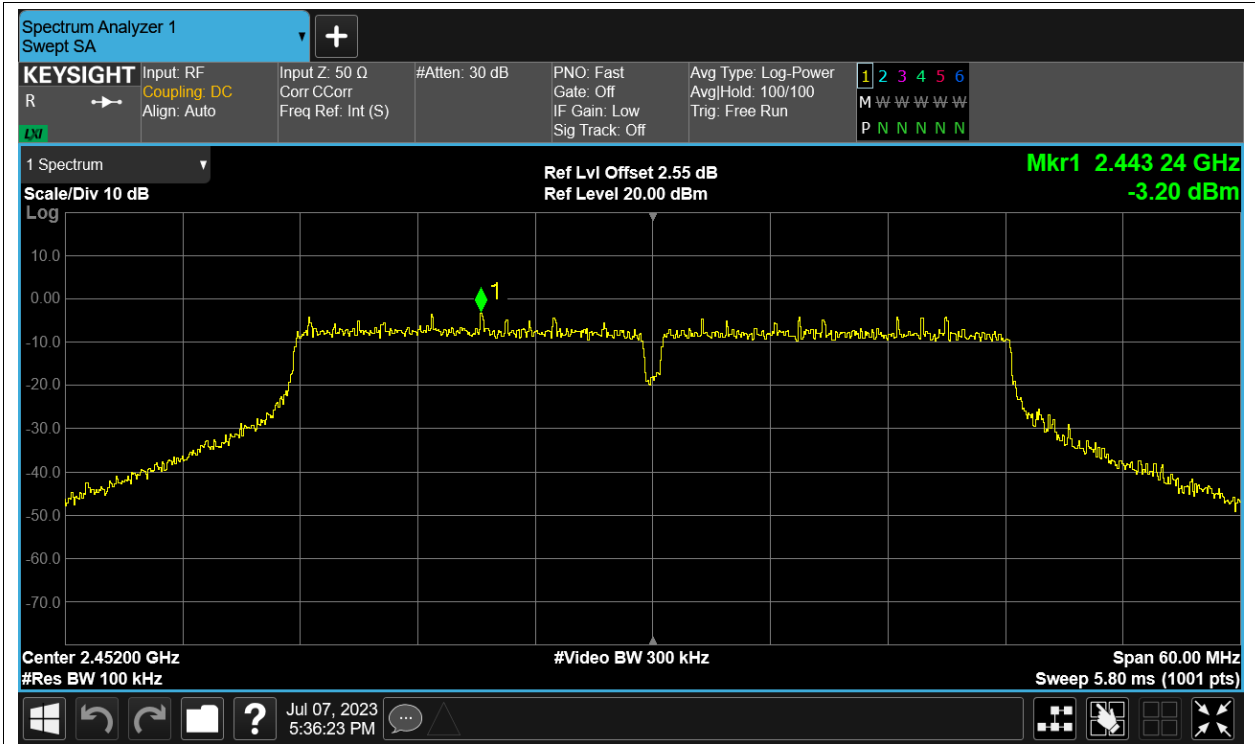 Spectrum Analyzer 1
Swept SA
KEYSIGHT
R
LXI
Input: RF
Coupling: DC
Align: Auto
Input Z: 50 Ω
Corr CCorr
Freq Ref: Int (S)
#Atten: 30 dB
PNO: Fast
Gate: Off
IF Gain: Low
Sig Track: Off
Avg Type: Log-Power
Avg|Hold: 100/100
Trig: Free Run
1 2 3 4 5 6
M W W W W W
P N N N N N
1 Spectrum
Scale/Div 10 dB
Ref Lvl Offset 2.55 dB
Ref Level 20.00 dBm
Mkr1 2.443 24 GHz
-3.20 dBm
Log
10.0
0.00
-10.0
-20.0
-30.0
-40.0
-50.0
-60.0
-70.0
1
Center 2.45200 GHz
#Res BW 100 kHz
#Video BW 300 kHz
Span 60.00 MHz
Sweep 5.80 ms (1001 pts)
?
Jul 07, 2023
5:36:23 PM